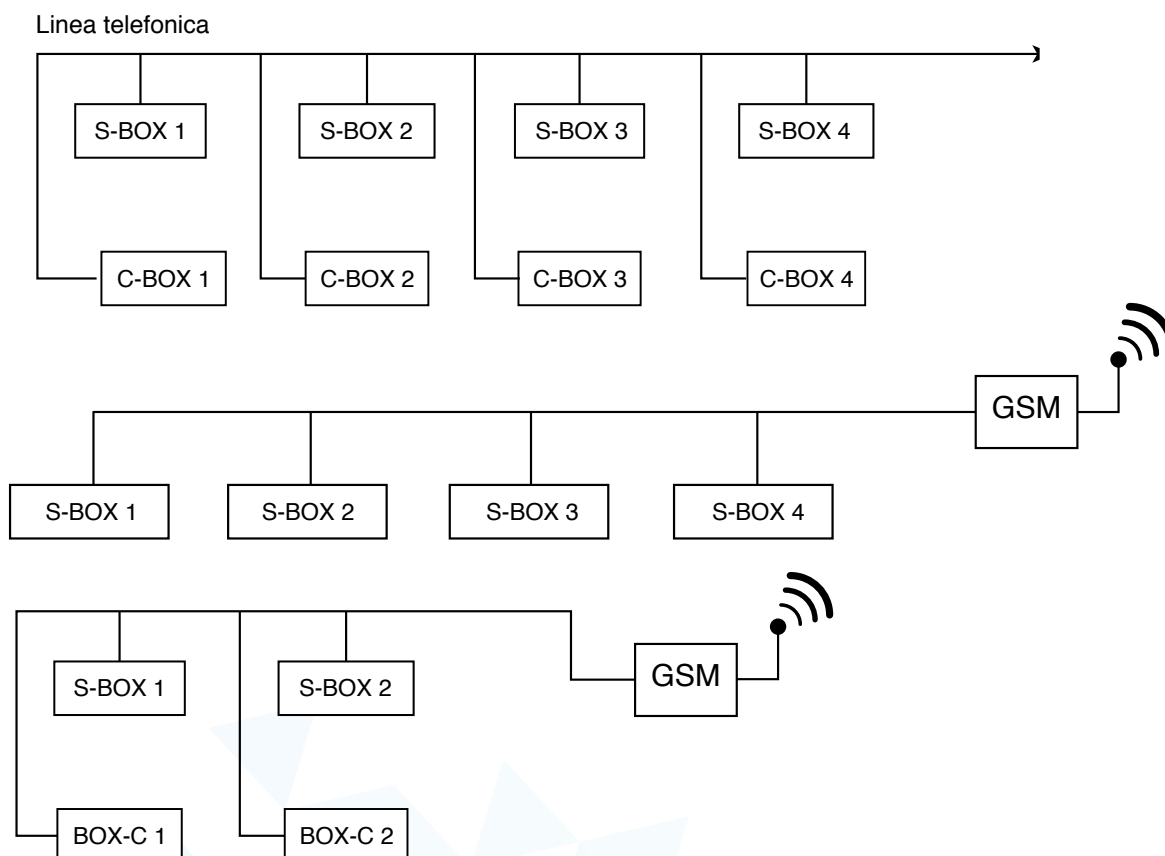 Linea telefonica
S-BOX 1 S-BOX 2 S-BOX 3 S-BOX 4
C-BOX 1 C-BOX 2 C-BOX 3 C-BOX 4
GSM
S-BOX 1 S-BOX 2 S-BOX 3 S-BOX 4
GSM
S-BOX 1 S-BOX 2
BOX-C 1 BOX-C 2